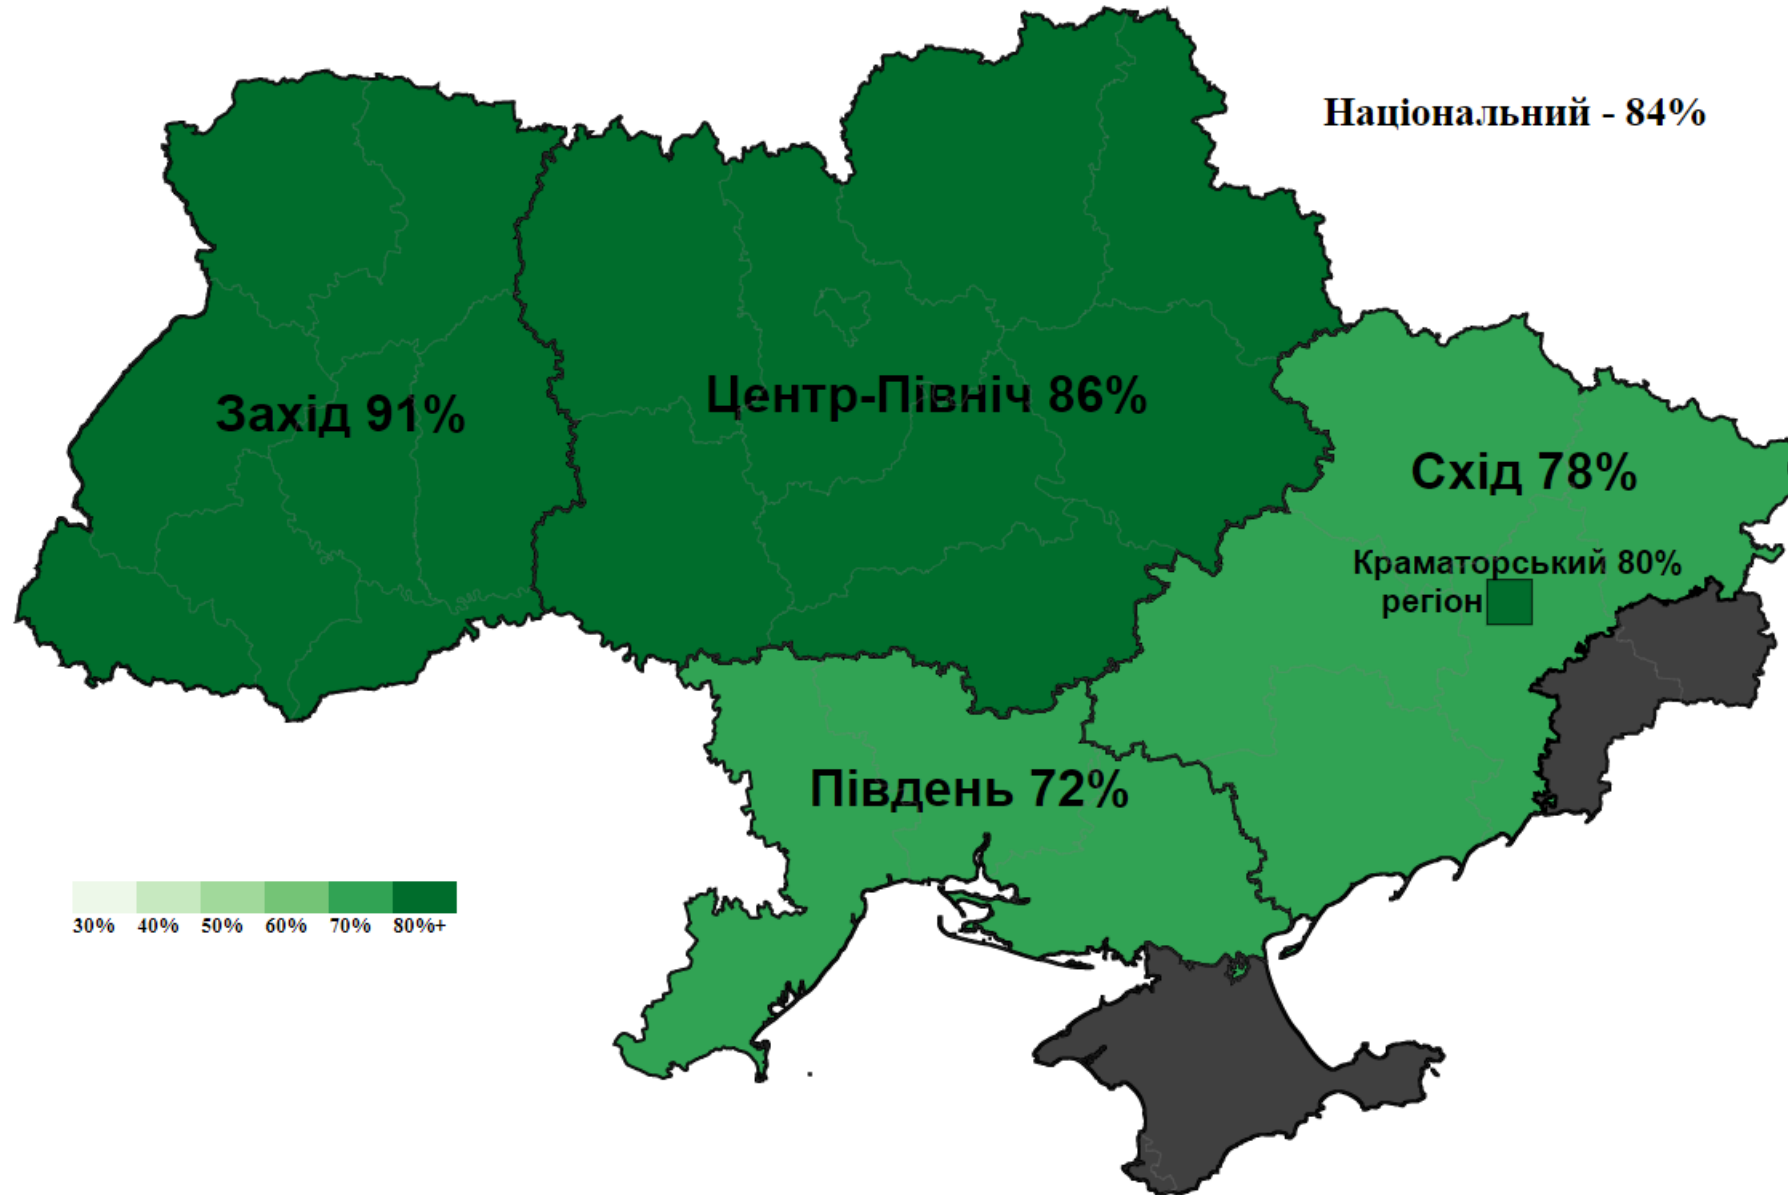 Національний - 84%
Захід 91%
Центр-Північ 86%
Схід 78%
Краматорський 80%
регіон
Південь 72%
30% 40% 50% 60% 70% 80%+